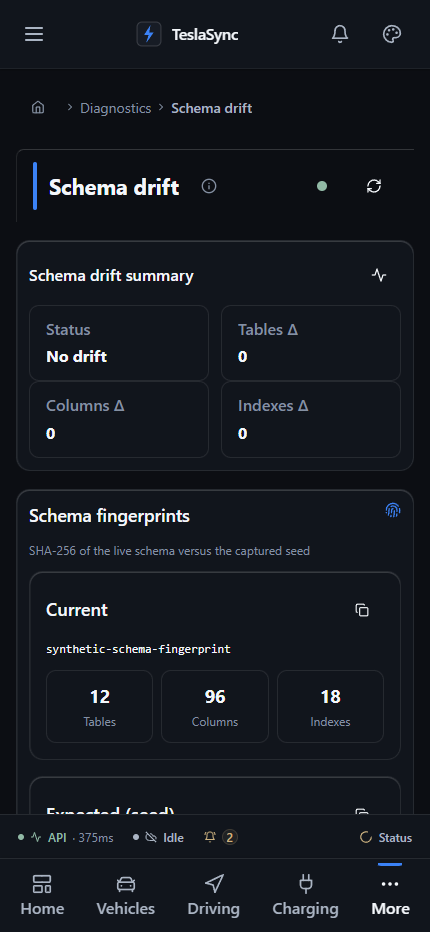 TeslaSync
Diagnostics
Schema drift
Schema drift
Schema drift summary
Status
No drift
Tables Δ
0
Columns Δ
0
Indexes Δ
0
Schema fingerprints
SHA-256 of the live schema versus the captured seed
Current
synthetic-schema-fingerprint
12
Tables
96
Columns
18
Indexes
Expected (seed)
API · 375ms
Idle
2
Status
Home
Vehicles
Driving
Charging
More